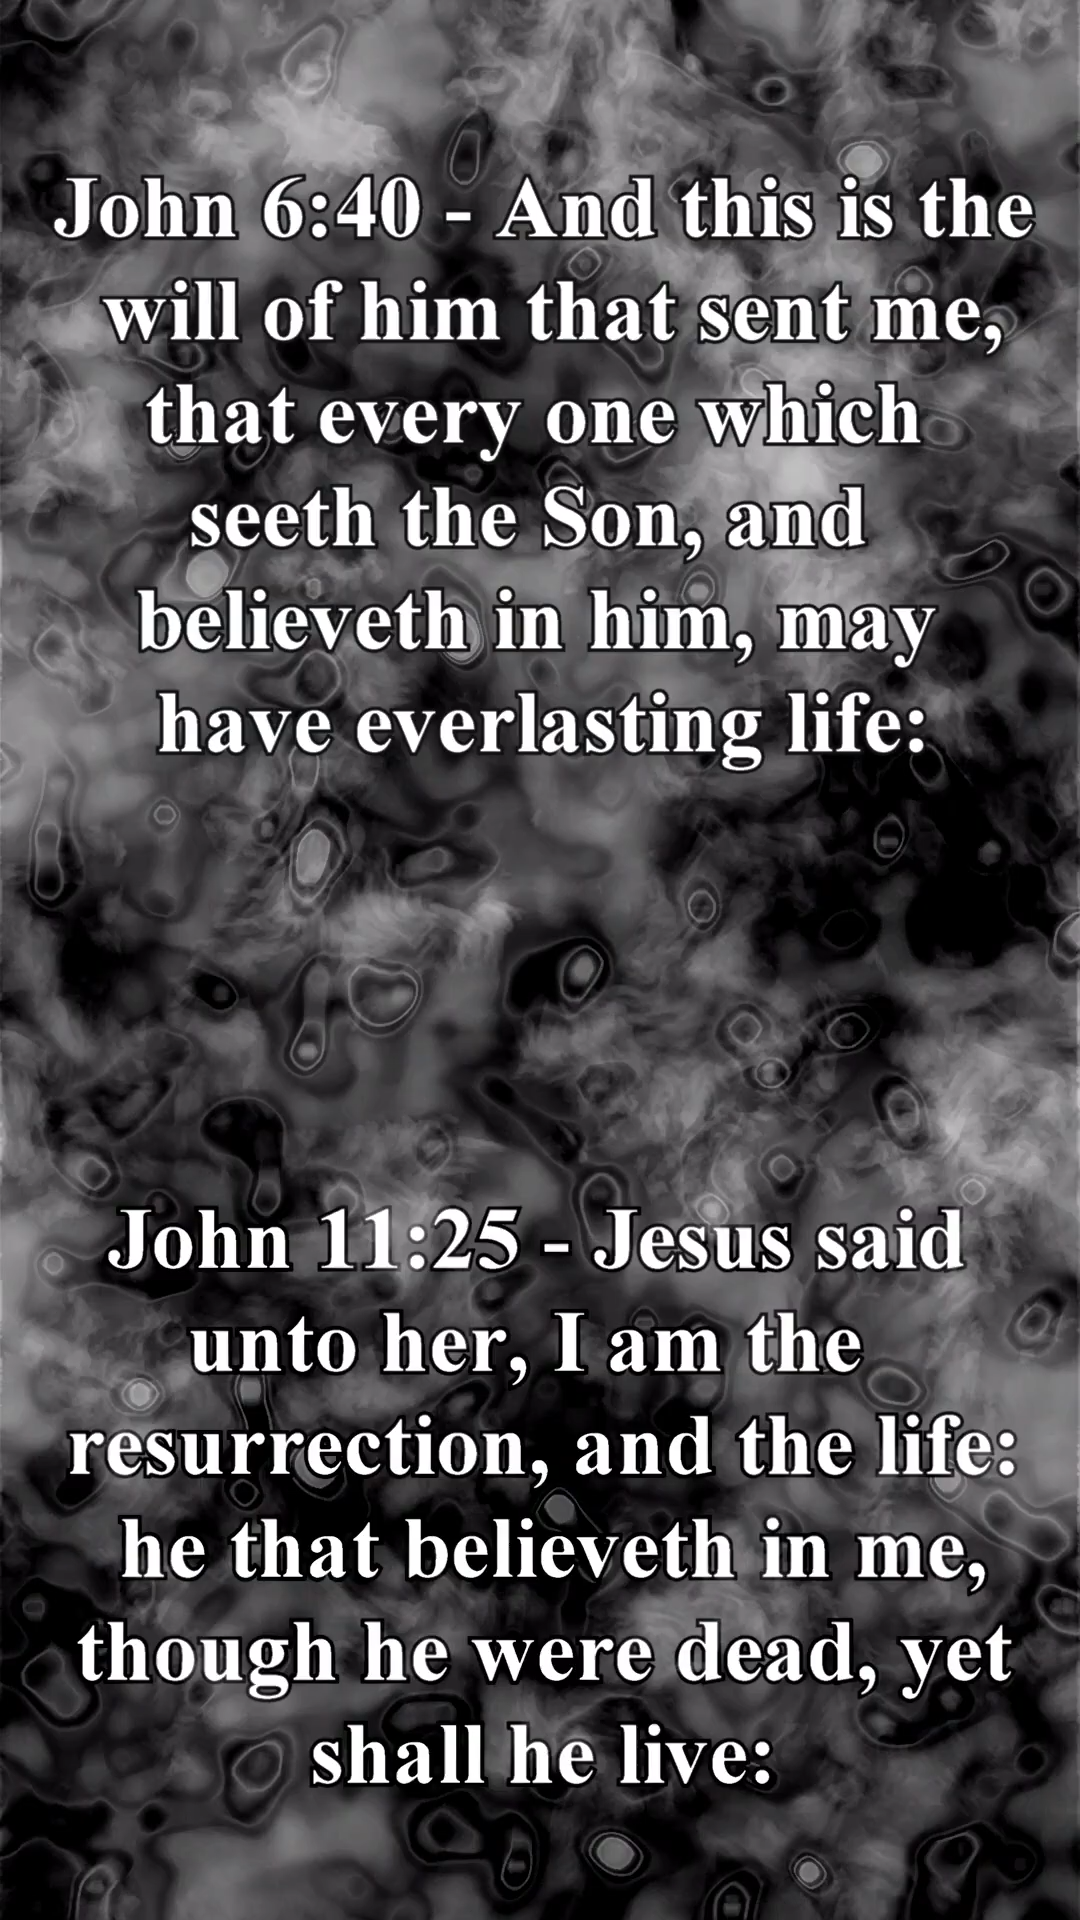 John 6:40 - And this is the
will of him that sent me,
that every one which
seeth the Son, and
believeth in him, may
have everlasting life:
John 11:25 - Jesus said
unto her, I am the
resurrection, and the life:
he that believeth in me,
though he were dead, yet
shall he live: